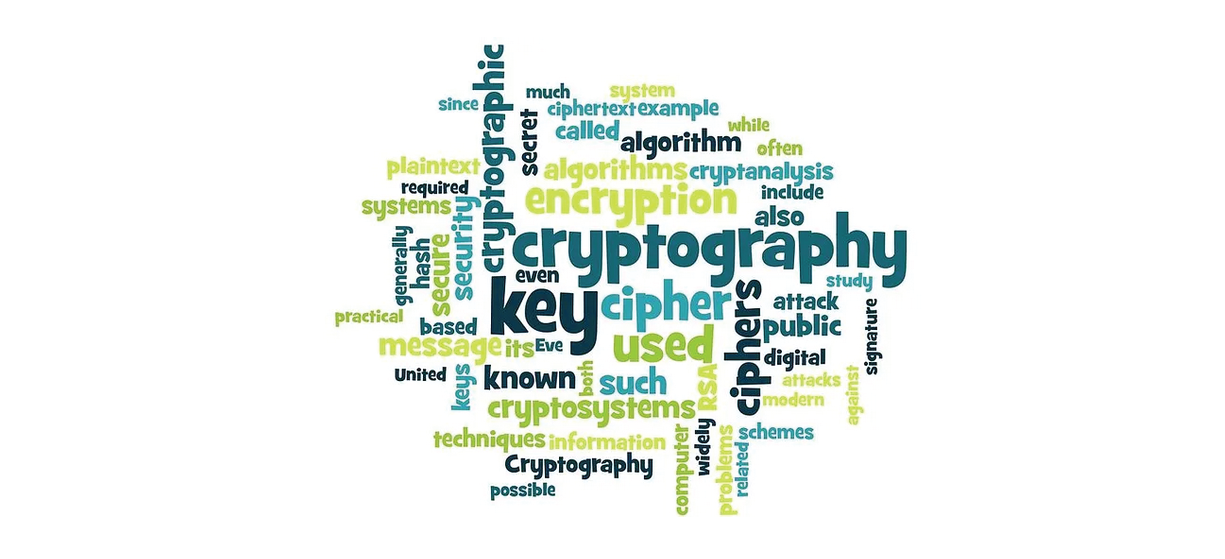 cryptographic
since
much
system
ciphertext
example
secret
called
algorithm
while
often
plaintext
algorithms
cryptanalysis
required
encryption
include
systems
security
also
cryptography
generally
hash
secure
even
study
key
cipher
ciphers
attack
signature
practical
based
used
public
message
its
Eve
digital
United
keys
known
both
such
RSA
attacks
against
modern
cryptosystems
techniques
information
computer
widely
problems
related
schemes
Cryptography
possible